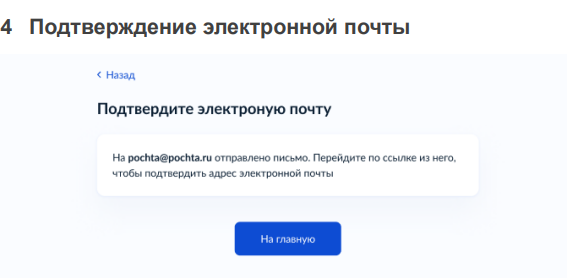 4 Подтверждение электронной почты
‹ Назад
Подтвердите электроную почту
На pochta@pochta.ru отправлено письмо. Перейдите по ссылке из него,
чтобы подтвердить адрес электронной почты
На главную